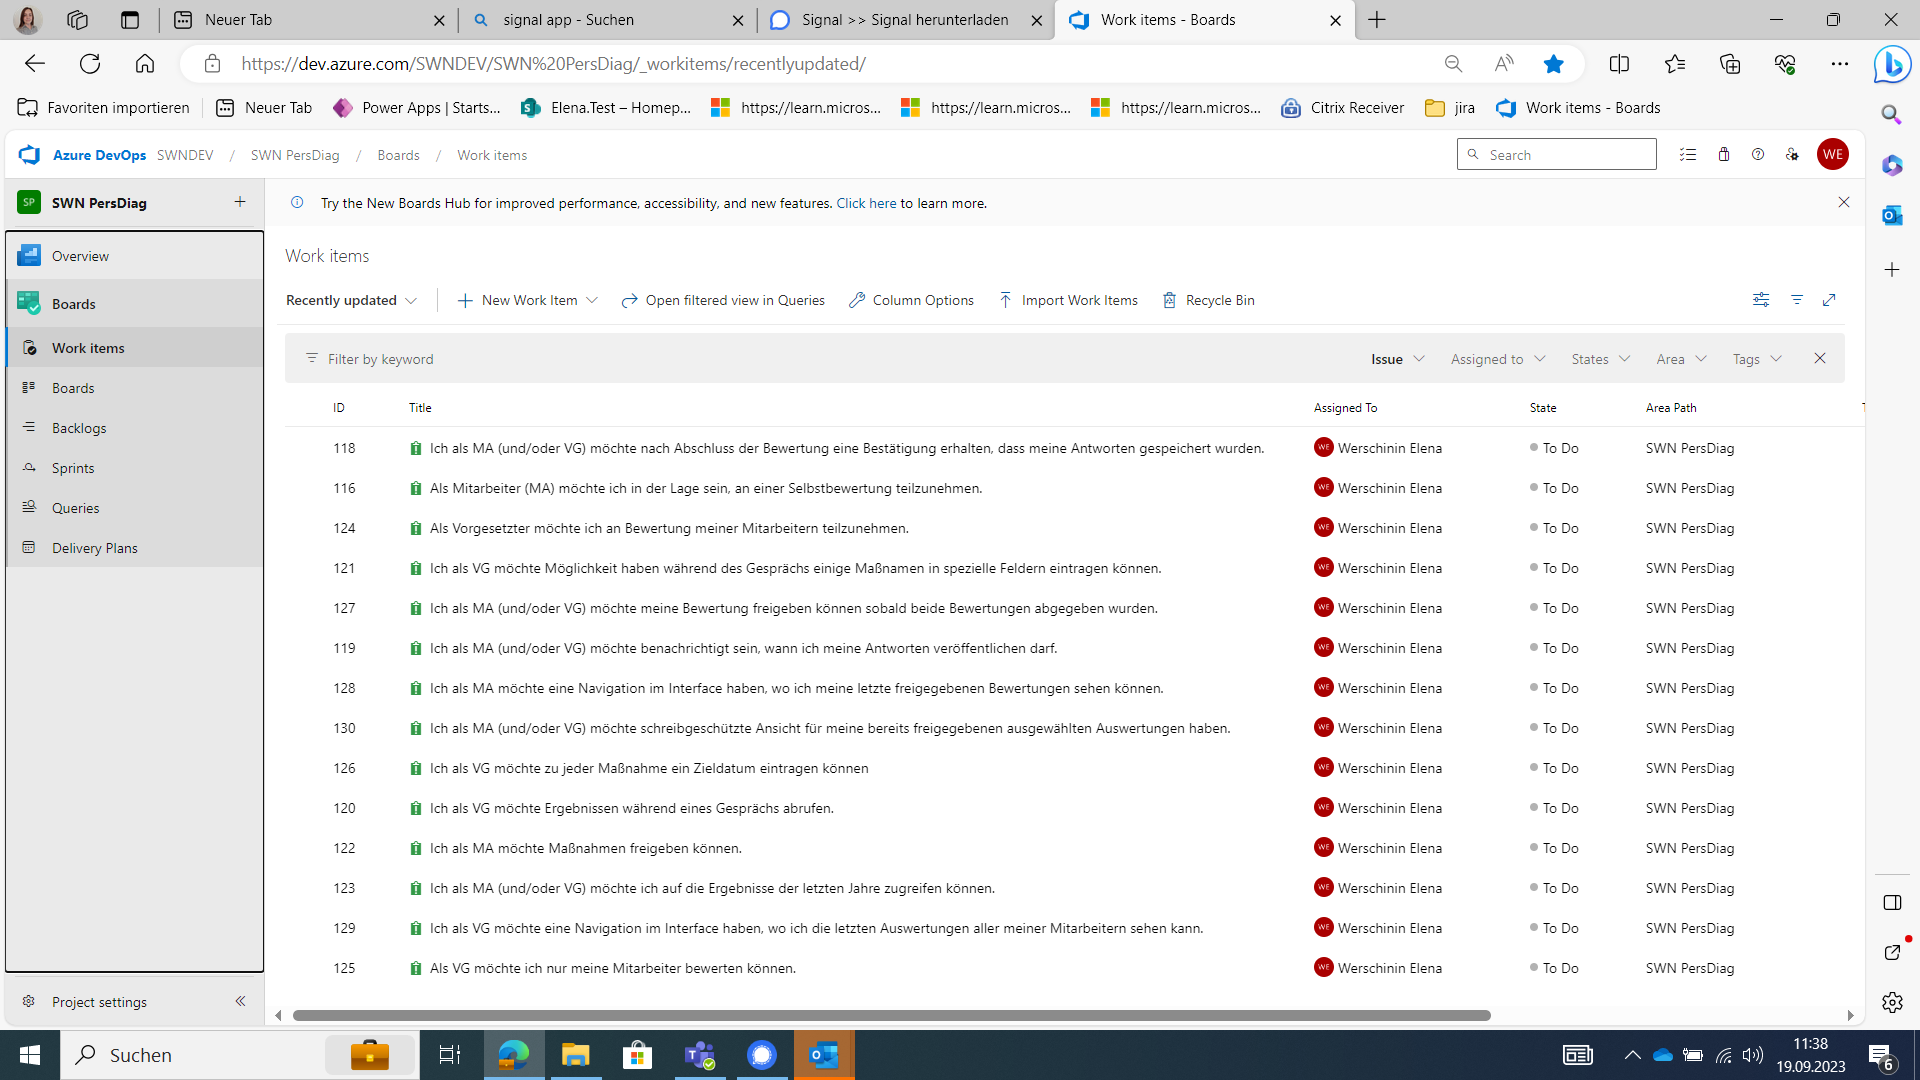 Neuer Tab
signal app - Suchen
Signal >> Signal herunterladen
Work items - Boards
https://dev.azure.com/SWNDEV/SWN%20PersDiag/_workitems/recentlyupdated/
Favoriten importieren
Neuer Tab
Power Apps | Starts...
Elena.Test – Homep...
https://learn.micros...
https://learn.micros...
https://learn.micros...
Citrix Receiver
jira
Work items - Boards
Azure DevOps SWNDEV / SWN PersDiag / Boards / Work items
Search
WE
SP SWN PersDiag
Try the New Boards Hub for improved performance, accessibility, and new features. Click here to learn more.
Overview
Boards
Work items
Boards
Backlogs
Sprints
Queries
Delivery Plans
Project settings
Work items
Recently updated
New Work Item
Open filtered view in Queries
Column Options
Import Work Items
Recycle Bin
Filter by keyword
Issue
Assigned to
States
Area
Tags
ID Title Assigned To State Area Path
118 Ich als MA (und/oder VG) möchte nach Abschluss der Bewertung eine Bestätigung erhalten, dass meine Antworten gespeichert wurden. WE Werschinin Elena To Do SWN PersDiag
116 Als Mitarbeiter (MA) möchte ich in der Lage sein, an einer Selbstbewertung teilzunehmen. WE Werschinin Elena To Do SWN PersDiag
124 Als Vorgesetzter möchte ich an Bewertung meiner Mitarbeitern teilzunehmen. WE Werschinin Elena To Do SWN PersDiag
121 Ich als VG möchte Möglichkeit haben während des Gesprächs einige Maßnamen in spezielle Feldern eintragen können. WE Werschinin Elena To Do SWN PersDiag
127 Ich als MA (und/oder VG) möchte meine Bewertung freigeben können sobald beide Bewertungen abgegeben wurden. WE Werschinin Elena To Do SWN PersDiag
119 Ich als MA (und/oder VG) möchte benachrichtigt sein, wann ich meine Antworten veröffentlichen darf. WE Werschinin Elena To Do SWN PersDiag
128 Ich als MA möchte eine Navigation im Interface haben, wo ich meine letzte freigegebenen Bewertungen sehen können. WE Werschinin Elena To Do SWN PersDiag
130 Ich als MA (und/oder VG) möchte schreibgeschützte Ansicht für meine bereits freigegebenen ausgewählten Auswertungen haben. WE Werschinin Elena To Do SWN PersDiag
126 Ich als VG möchte zu jeder Maßnahme ein Zieldatum eintragen können WE Werschinin Elena To Do SWN PersDiag
120 Ich als VG möchte Ergebnissen während eines Gesprächs abrufen. WE Werschinin Elena To Do SWN PersDiag
122 Ich als MA möchte Maßnahmen freigeben können. WE Werschinin Elena To Do SWN PersDiag
123 Ich als MA (und/oder VG) möchte ich auf die Ergebnisse der letzten Jahre zugreifen können. WE Werschinin Elena To Do SWN PersDiag
129 Ich als VG möchte eine Navigation im Interface haben, wo ich die letzten Auswertungen aller meiner Mitarbeitern sehen kann. WE Werschinin Elena To Do SWN PersDiag
125 Als VG möchte ich nur meine Mitarbeiter bewerten können. WE Werschinin Elena To Do SWN PersDiag
Suchen
11:38
19.09.2023
6